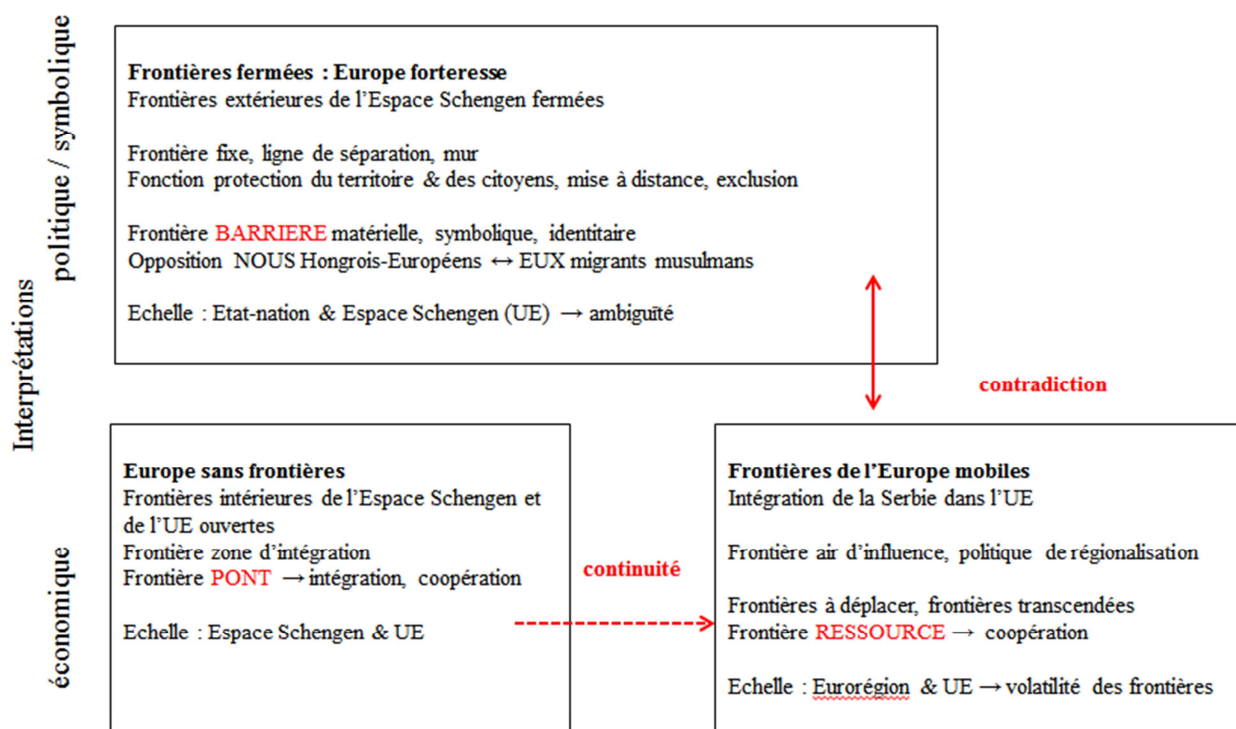 Interprétations
politique / symbolique
Frontières fermées : Europe forteresse
Frontières extérieures de l'Espace Schengen fermées
Frontière fixe, ligne de séparation, mur
Fonction protection du territoire & des citoyens, mise à distance, exclusion
Frontière BARRIERE matérielle, symbolique, identitaire
Opposition NOUS Hongrois-Européens ↔ EUX migrants musulmans
Echelle : Etat-nation & Espace Schengen (UE) → ambiguïté
contradiction
économique
Europe sans frontières
Frontières intérieures de l'Espace Schengen et
de l'UE ouvertes
Frontière zone d'intégration
Frontière PONT → intégration, coopération
Echelle : Espace Schengen & UE
continuité
Frontières de l'Europe mobiles
Intégration de la Serbie dans l'UE
Frontière air d'influence, politique de régionalisation
Frontières à déplacer, frontières transcendées
Frontière RESSOURCE → coopération
Echelle : Eurorégion & UE → volatilité des frontières